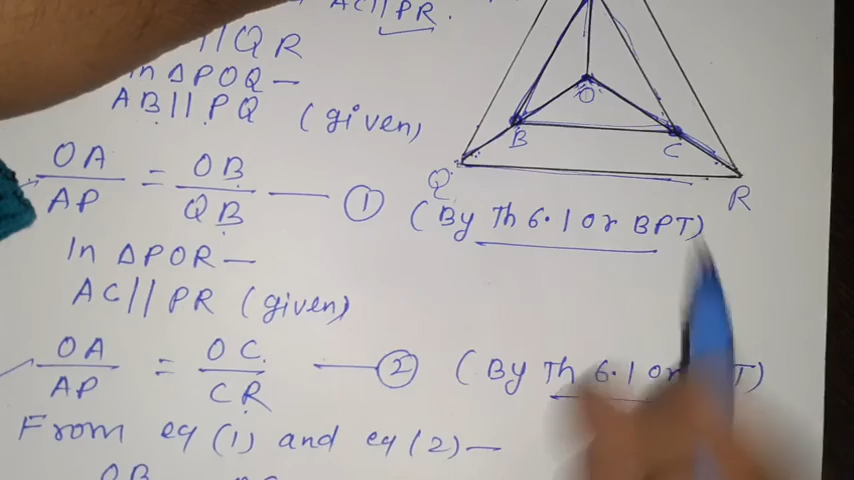 AC||PR.
||QR
In ΔPOQ —
AB||PQ (given)
OA/AP = OB/QB — ① (By Th 6.1 or BPT)
In ΔPOR —
AC||PR (given)
OA/AP = OC/CR — ② (By Th 6.1 or T)
From eq (1) and eq (2) —
OB
O
B
C
Q
R